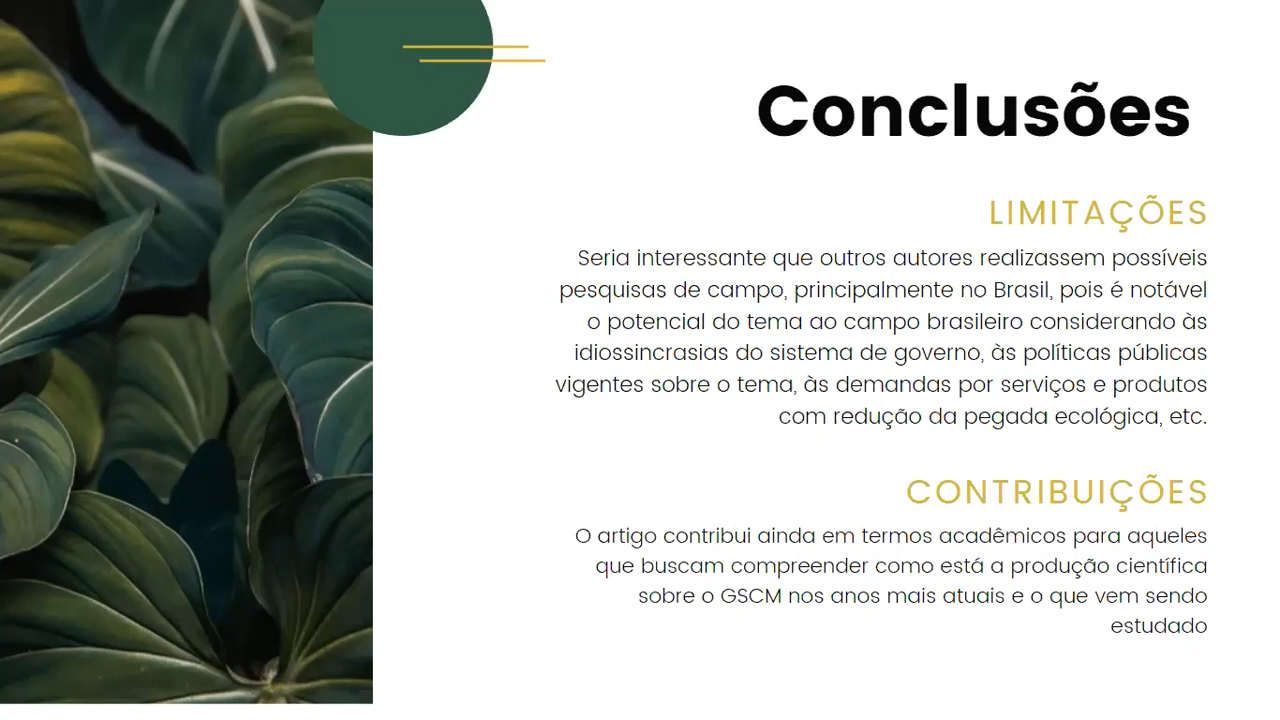 Conclusões
LIMITAÇÕES
Seria interessante que outros autores realizassem possíveis
pesquisas de campo, principalmente no Brasil, pois é notável
o potencial do tema ao campo brasileiro considerando às
idiossincrasias do sistema de governo, às políticas públicas
vigentes sobre o tema, às demandas por serviços e produtos
com redução da pegada ecológica, etc.
CONTRIBUIÇÕES
O artigo contribui ainda em termos acadêmicos para aqueles
que buscam compreender como está a produção científica
sobre o GSCM nos anos mais atuais e o que vem sendo
estudado